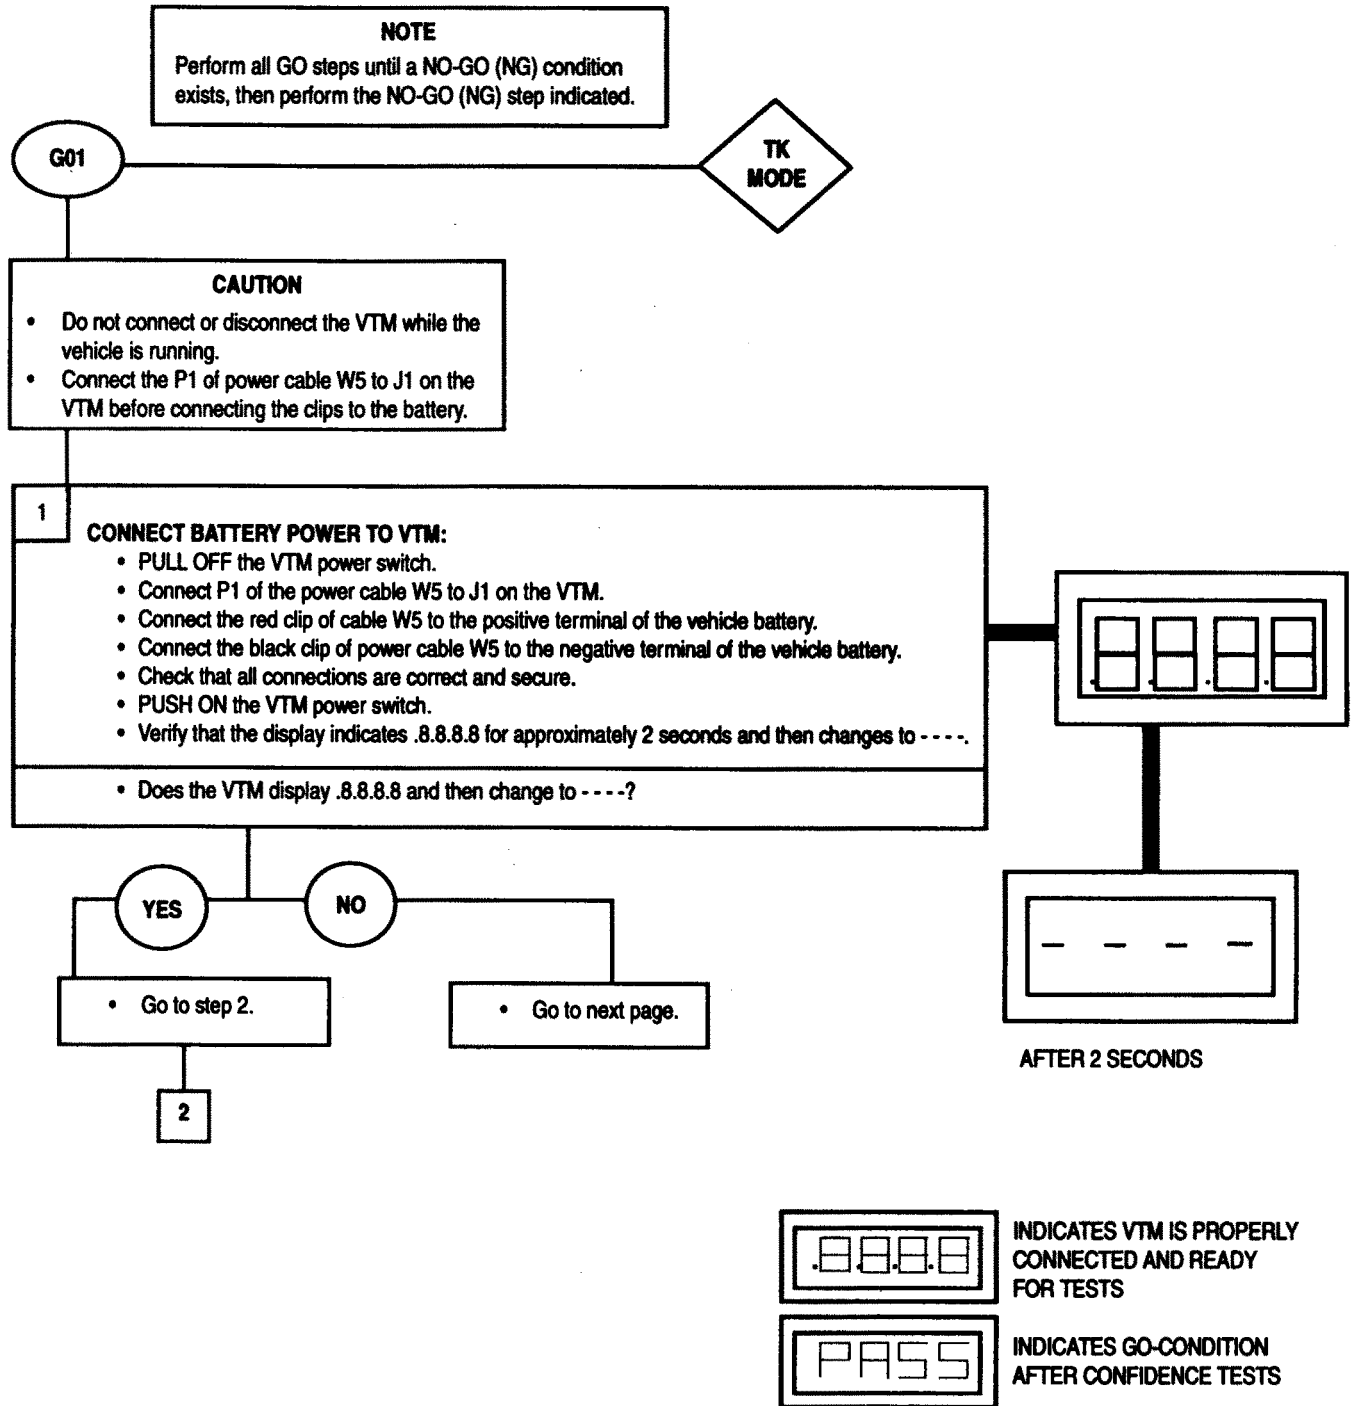 NOTE
Perform all GO steps until a NO-GO (NG) condition
exists, then perform the NO-GO (NG) step indicated.
G01
TK
MODE
CAUTION
• Do not connect or disconnect the VTM while the
vehicle is running.
• Connect the P1 of power cable W5 to J1 on the
VTM before connecting the clips to the battery.
1
CONNECT BATTERY POWER TO VTM:
• PULL OFF the VTM power switch.
• Connect P1 of the power cable W5 to J1 on the VTM.
• Connect the red clip of cable W5 to the positive terminal of the vehicle battery.
• Connect the black clip of power cable W5 to the negative terminal of the vehicle battery.
• Check that all connections are correct and secure.
• PUSH ON the VTM power switch.
• Verify that the display indicates .8.8.8.8 for approximately 2 seconds and then changes to - - - -.
• Does the VTM display .8.8.8.8 and then change to - - - -?
.8.8.8.8
- - - -
AFTER 2 SECONDS
YES
NO
• Go to step 2.
• Go to next page.
2
.8.8.8.8
INDICATES VTM IS PROPERLY
CONNECTED AND READY
FOR TESTS
PASS
INDICATES GO-CONDITION
AFTER CONFIDENCE TESTS